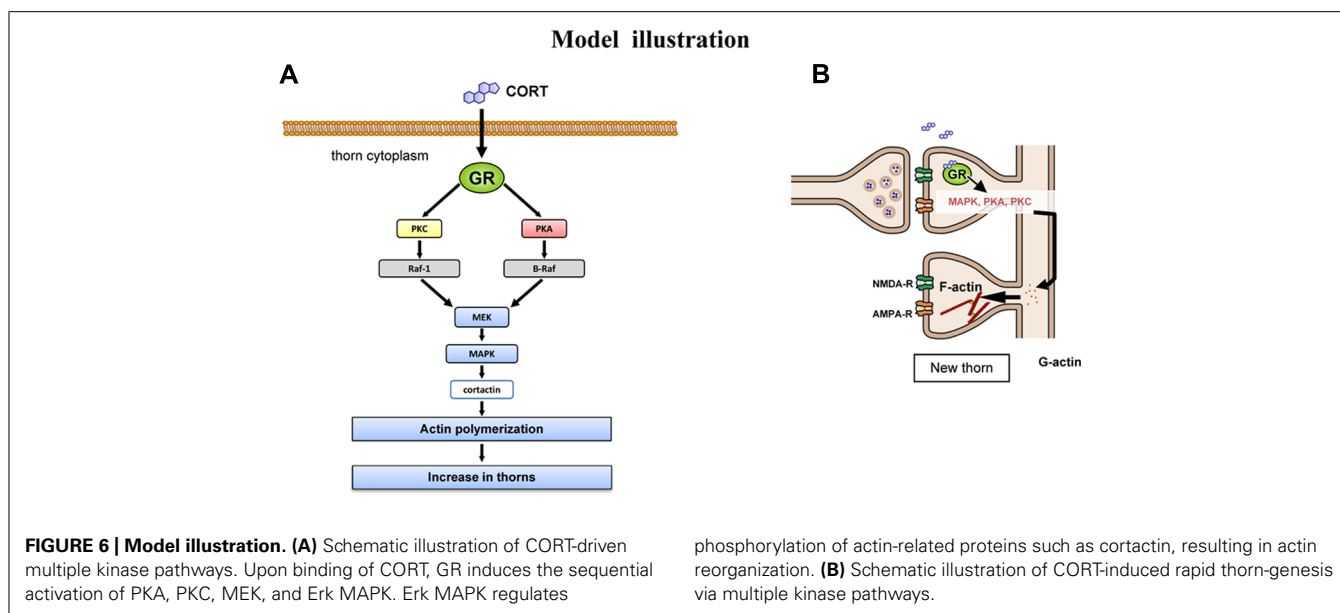 Model illustration
A
CORT
thorn cytoplasm
GR
PKC
PKA
Raf-1
B-Raf
MEK
MAPK
cortactin
Actin polymerization
Increase in thorns
B
GR
MAPK, PKA, PKC
NMDA-R
F-actin
AMPA-R
New thorn
G-actin
FIGURE 6 | Model illustration. (A) Schematic illustration of CORT-driven
multiple kinase pathways. Upon binding of CORT, GR induces the sequential
activation of PKA, PKC, MEK, and Erk MAPK. Erk MAPK regulates
phosphorylation of actin-related proteins such as cortactin, resulting in actin
reorganization. (B) Schematic illustration of CORT-induced rapid thorn-genesis
via multiple kinase pathways.